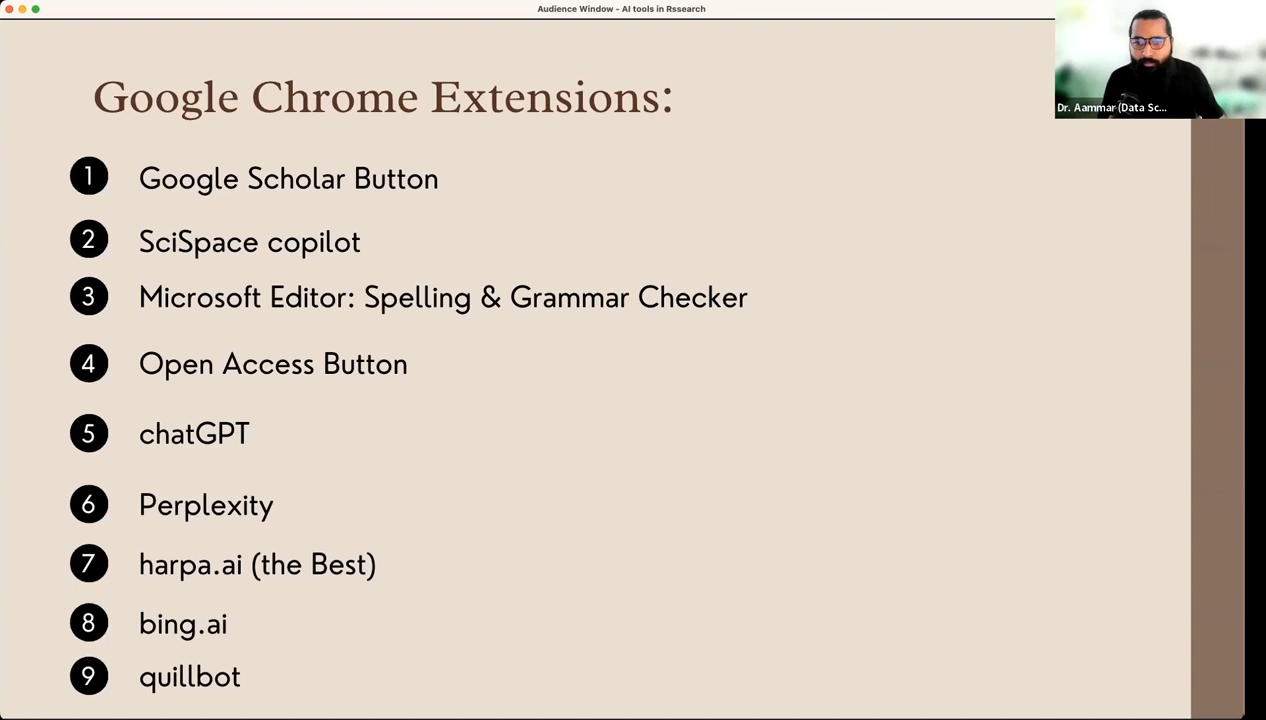 Audience Window - AI tools in Rssearch
Dr. Aammar (Data Sc...
Google Chrome Extensions:
1 Google Scholar Button
2 SciSpace copilot
3 Microsoft Editor: Spelling & Grammar Checker
4 Open Access Button
5 chatGPT
6 Perplexity
7 harpa.ai (the Best)
8 bing.ai
9 quillbot